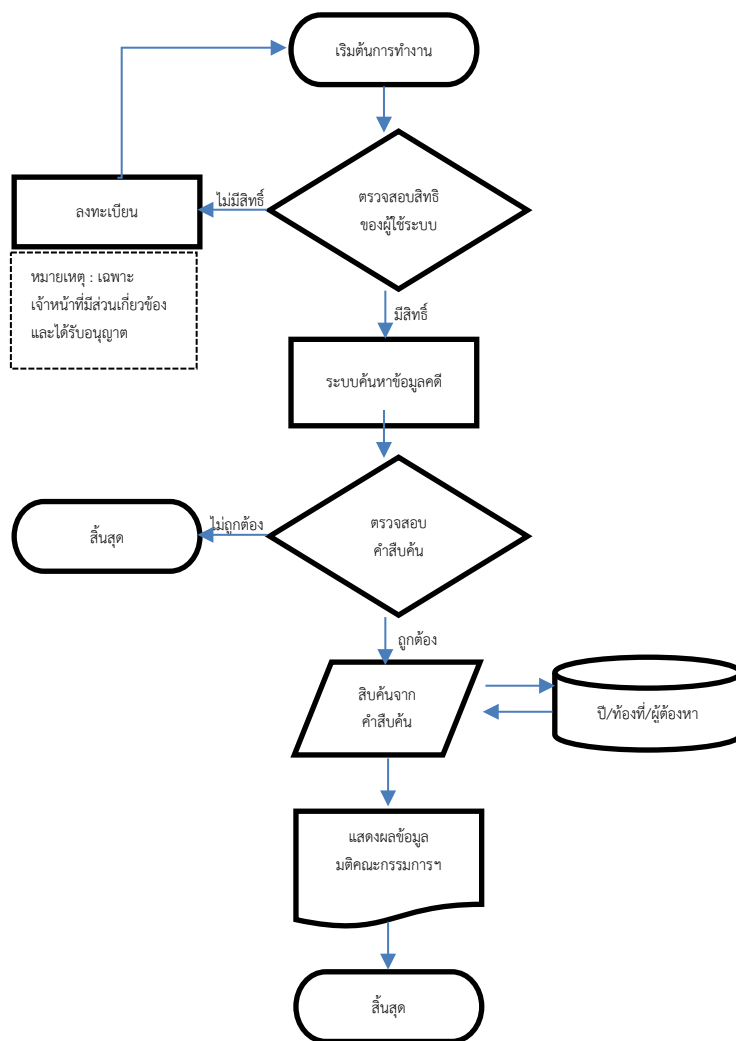 เริ่มต้นการทำงาน
ตรวจสอบสิทธิ
ของผู้ใช้ระบบ
ไม่มีสิทธิ์
ลงทะเบียน
หมายเหตุ : เฉพาะ
เจ้าหน้าที่มีส่วนเกี่ยวข้อง
และได้รับอนุญาต
มีสิทธิ์
ระบบค้นหาข้อมูลคดี
ตรวจสอบ
คำสืบค้น
ไม่ถูกต้อง
สิ้นสุด
ถูกต้อง
สิบค้นจาก
คำสืบค้น
ปี/ท้องที่/ผู้ต้องหา
แสดงผลข้อมูล
มติคณะกรรมการฯ
สิ้นสุด